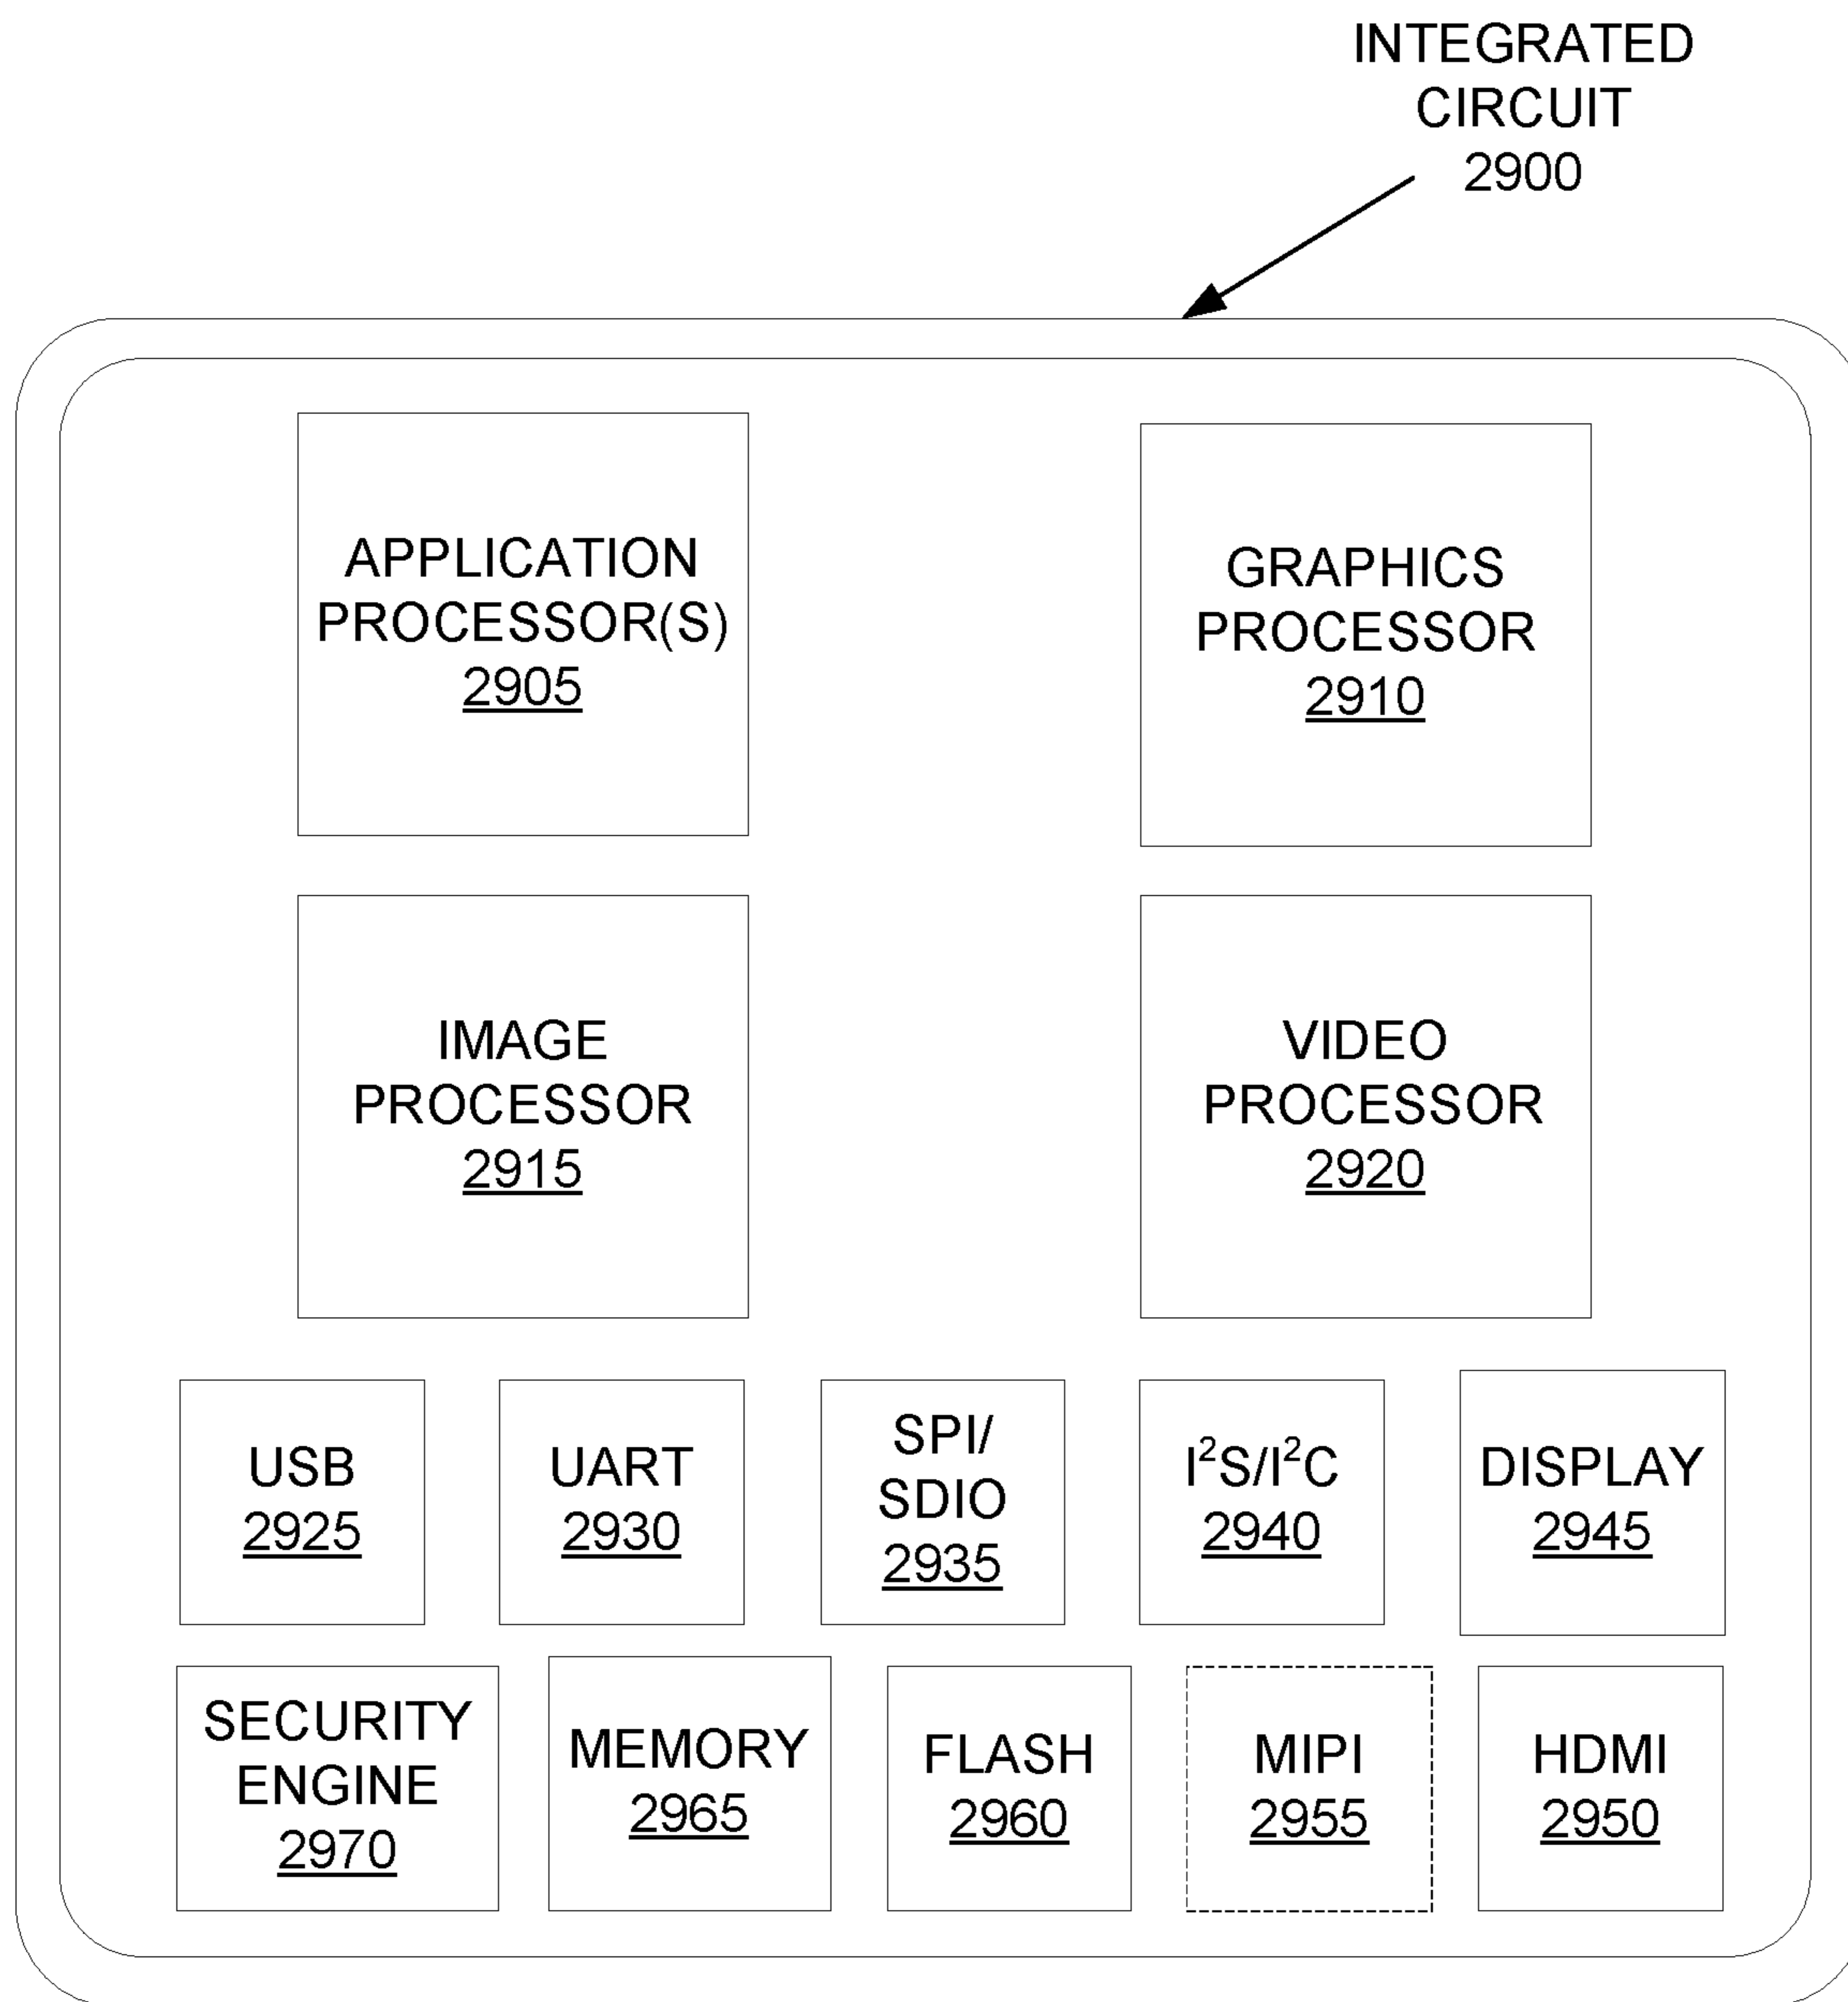 INTEGRATED
CIRCUIT
2900
APPLICATION
PROCESSOR(S)
2905
GRAPHICS
PROCESSOR
2910
IMAGE
PROCESSOR
2915
VIDEO
PROCESSOR
2920
USB
2925
UART
2930
SPI/
SDIO
2935
I²S/I²C
2940
DISPLAY
2945
SECURITY
ENGINE
2970
MEMORY
2965
FLASH
2960
MIPI
2955
HDMI
2950